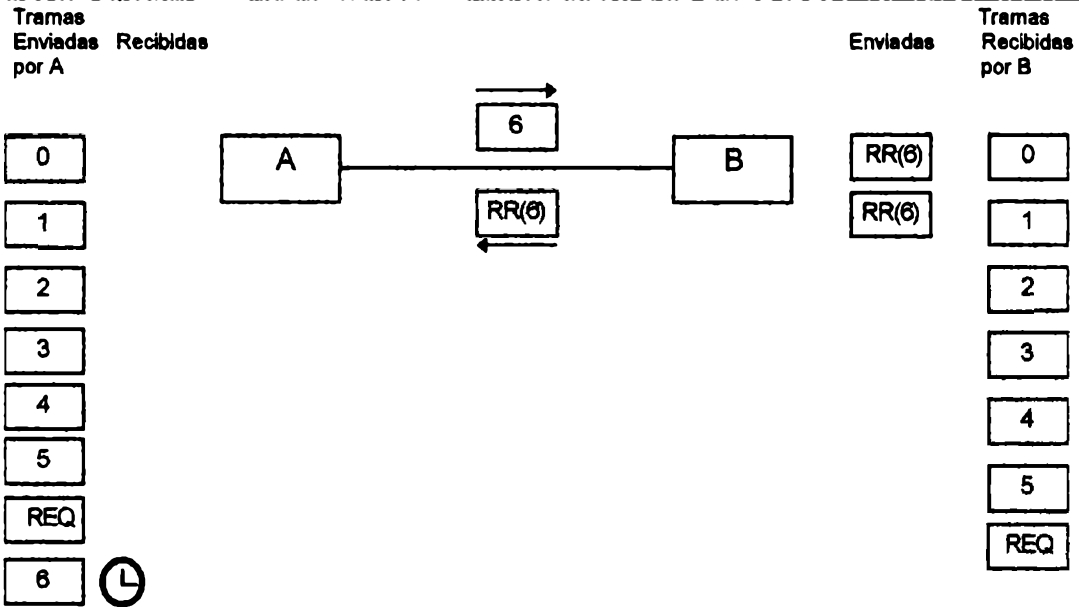 Tramas
Enviadas Recibidas
por A
Enviadas
Tramas
Recibidas
por B
6
0
A
B
RR(6)
0
1
RR(6)
RR(6)
1
2
2
3
3
4
4
5
5
REQ
REQ
6